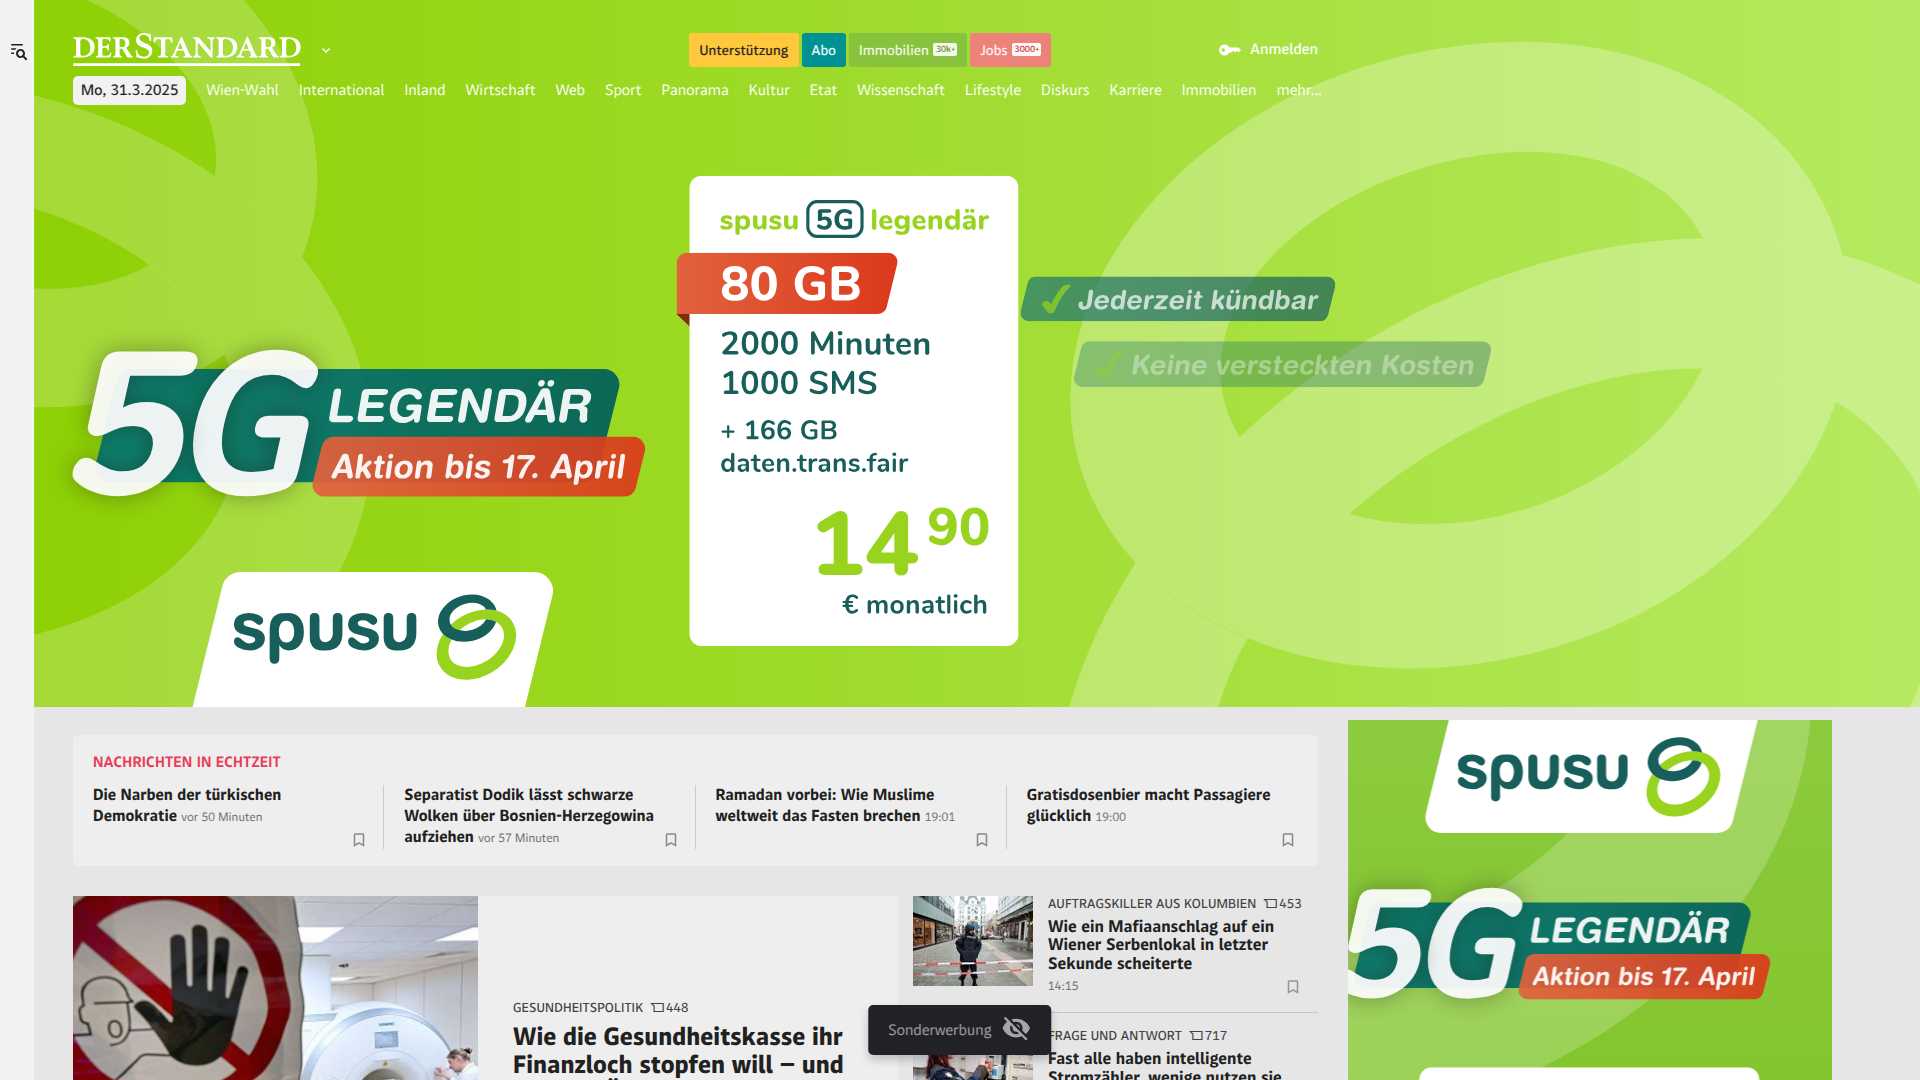 DERSTANDARD
Unterstützung
Abo
Immobilien 30k+
Jobs 3000+
Anmelden
Mo, 31.3.2025
Wien-Wahl
International
Inland
Wirtschaft
Web
Sport
Panorama
Kultur
Etat
Wissenschaft
Lifestyle
Diskurs
Karriere
Immobilien
mehr...
spusu 5G legendär
80 GB
2000 Minuten
1000 SMS
+ 166 GB
daten.trans.fair
14 90
€ monatlich
Jederzeit kündbar
Keine versteckten Kosten
5G LEGENDÄR
Aktion bis 17. April
spusu
NACHRICHTEN IN ECHTZEIT
Die Narben der türkischen
Demokratie vor 50 Minuten
Separatist Dodik lässt schwarze
Wolken über Bosnien-Herzegowina
aufziehen vor 57 Minuten
Ramadan vorbei: Wie Muslime
weltweit das Fasten brechen 19:01
Gratisdosenbier macht Passagiere
glücklich 19:00
spusu
5G LEGENDÄR
Aktion bis 17. April
GESUNDHEITSPOLITIK 448
Wie die Gesundheitskasse ihr
Finanzloch stopfen will – und
AUFTRAGSKILLER AUS KOLUMBIEN 453
Wie ein Mafiaanschlag auf ein
Wiener Serbenlokal in letzter
Sekunde scheiterte
14:15
Sonderwerbung
FRAGE UND ANTWORT 717
Fast alle haben intelligente
Stromzähler, wenige nutzen sie